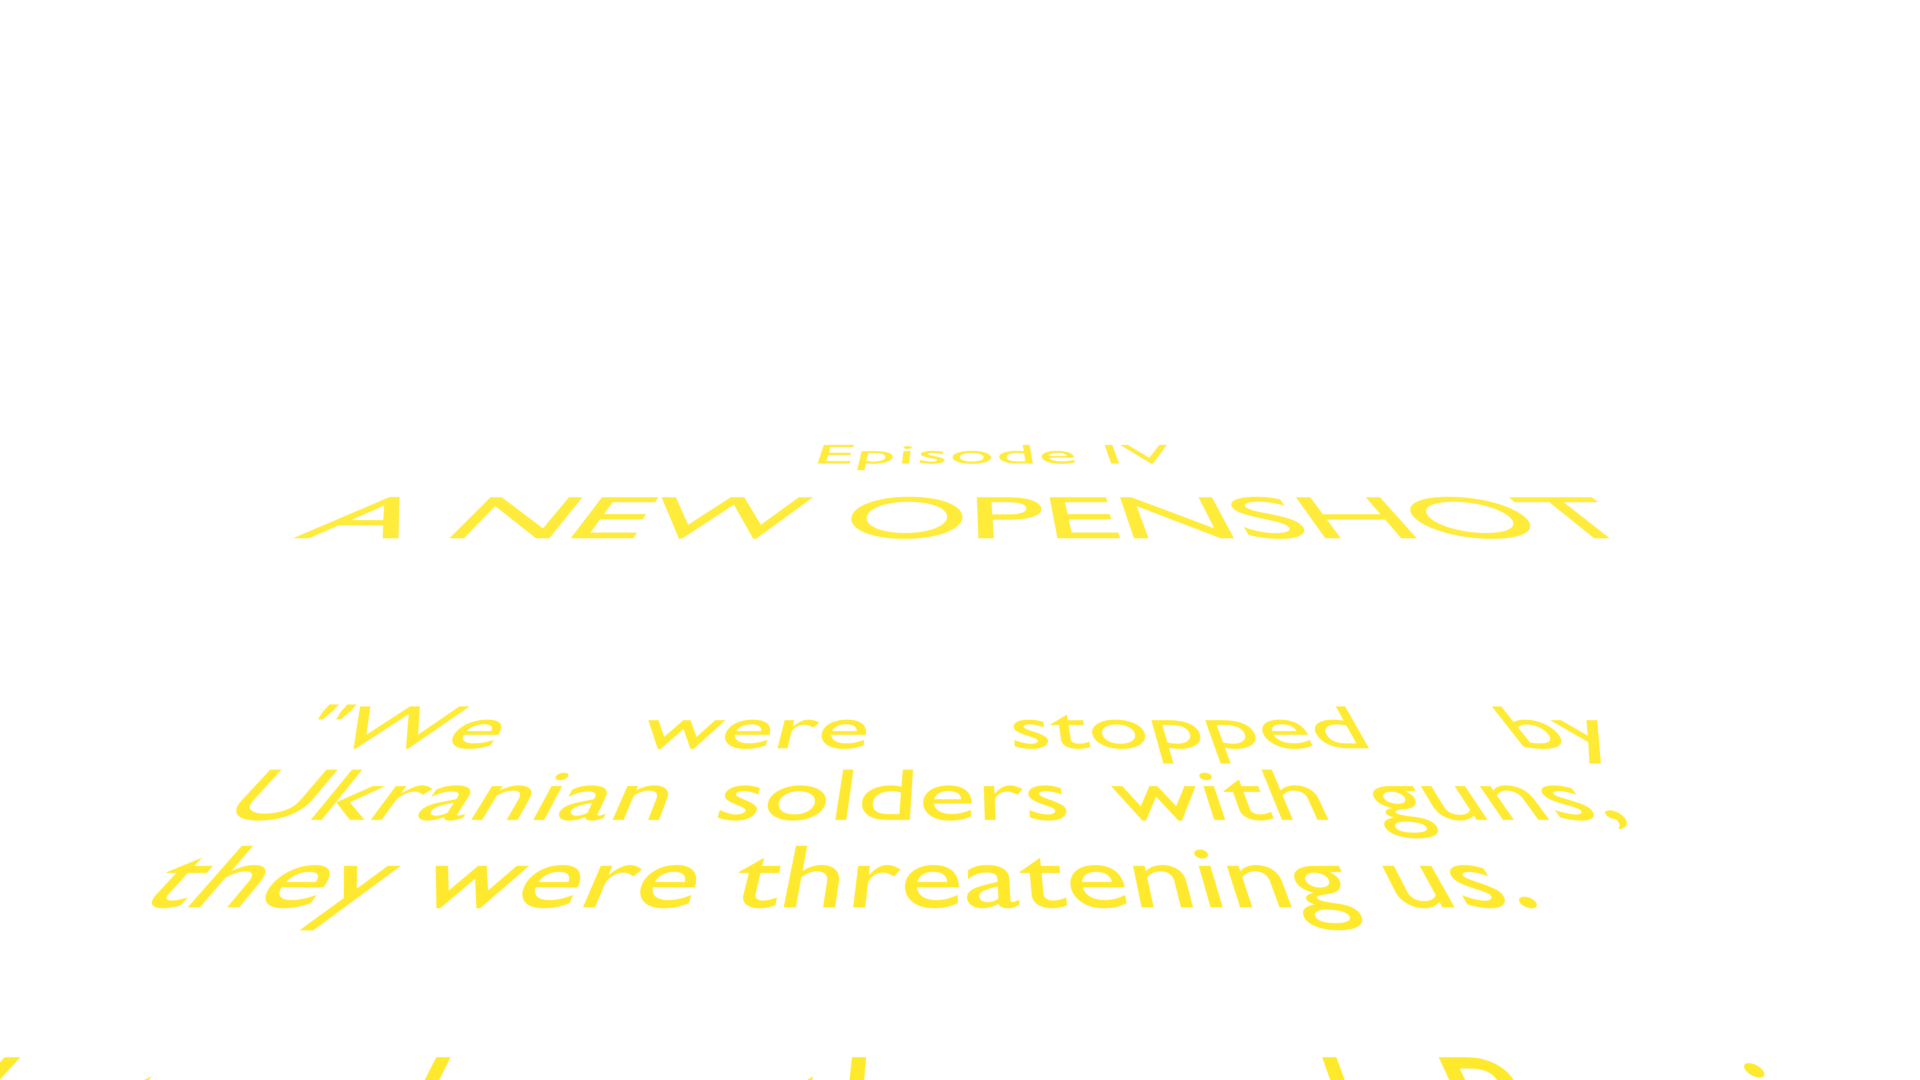 Episode IV
A NEW OPENSHOT
"We were stopped by
Ukranian solders with guns,
they were threatening us.